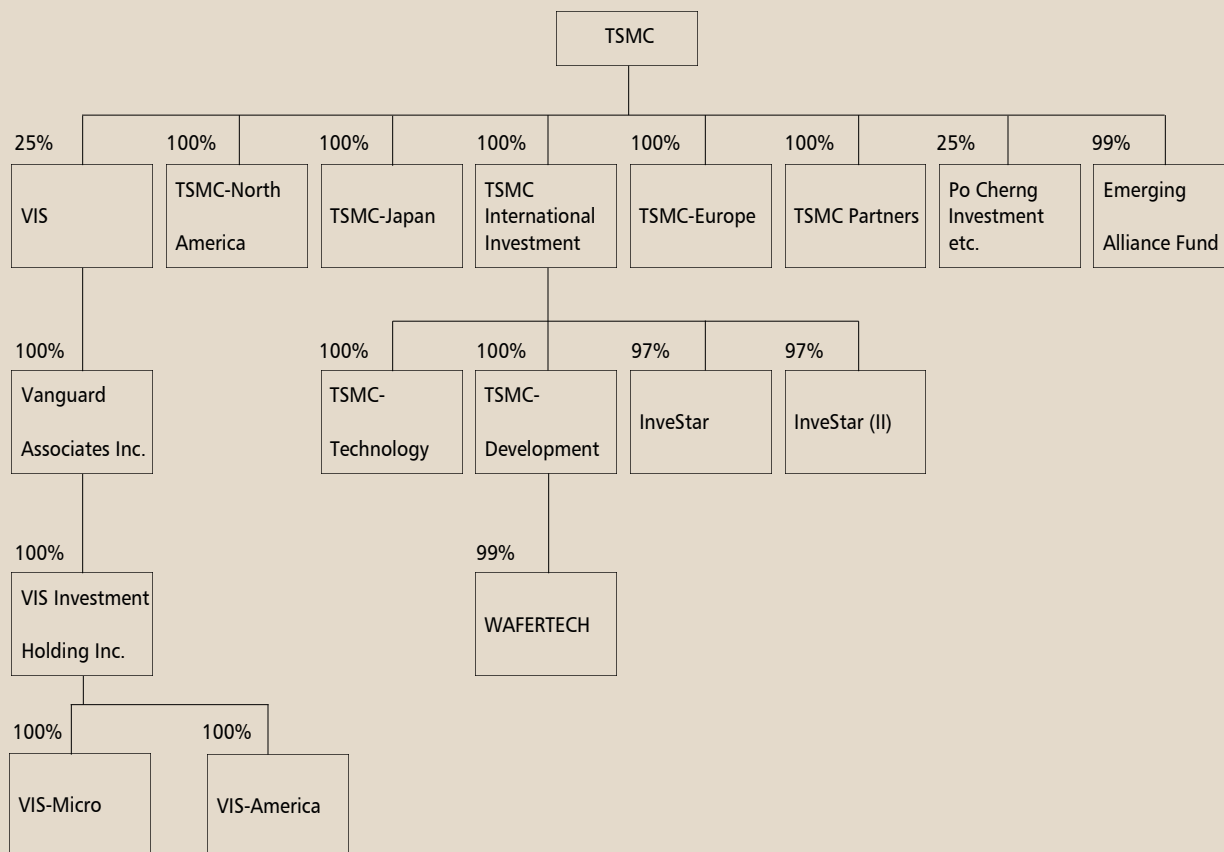 TSMC
25%
100%
100%
100%
100%
100%
25%
99%
VIS
TSMC-North
America
TSMC-Japan
TSMC
International
Investment
TSMC-Europe
TSMC Partners
Po Cherng
Investment
etc.
Emerging
Alliance Fund
100%
100%
100%
97%
97%
Vanguard
Associates Inc.
TSMC-
Technology
TSMC-
Development
InveStar
InveStar (II)
100%
99%
VIS Investment
Holding Inc.
WAFERTECH
100%
100%
VIS-Micro
VIS-America